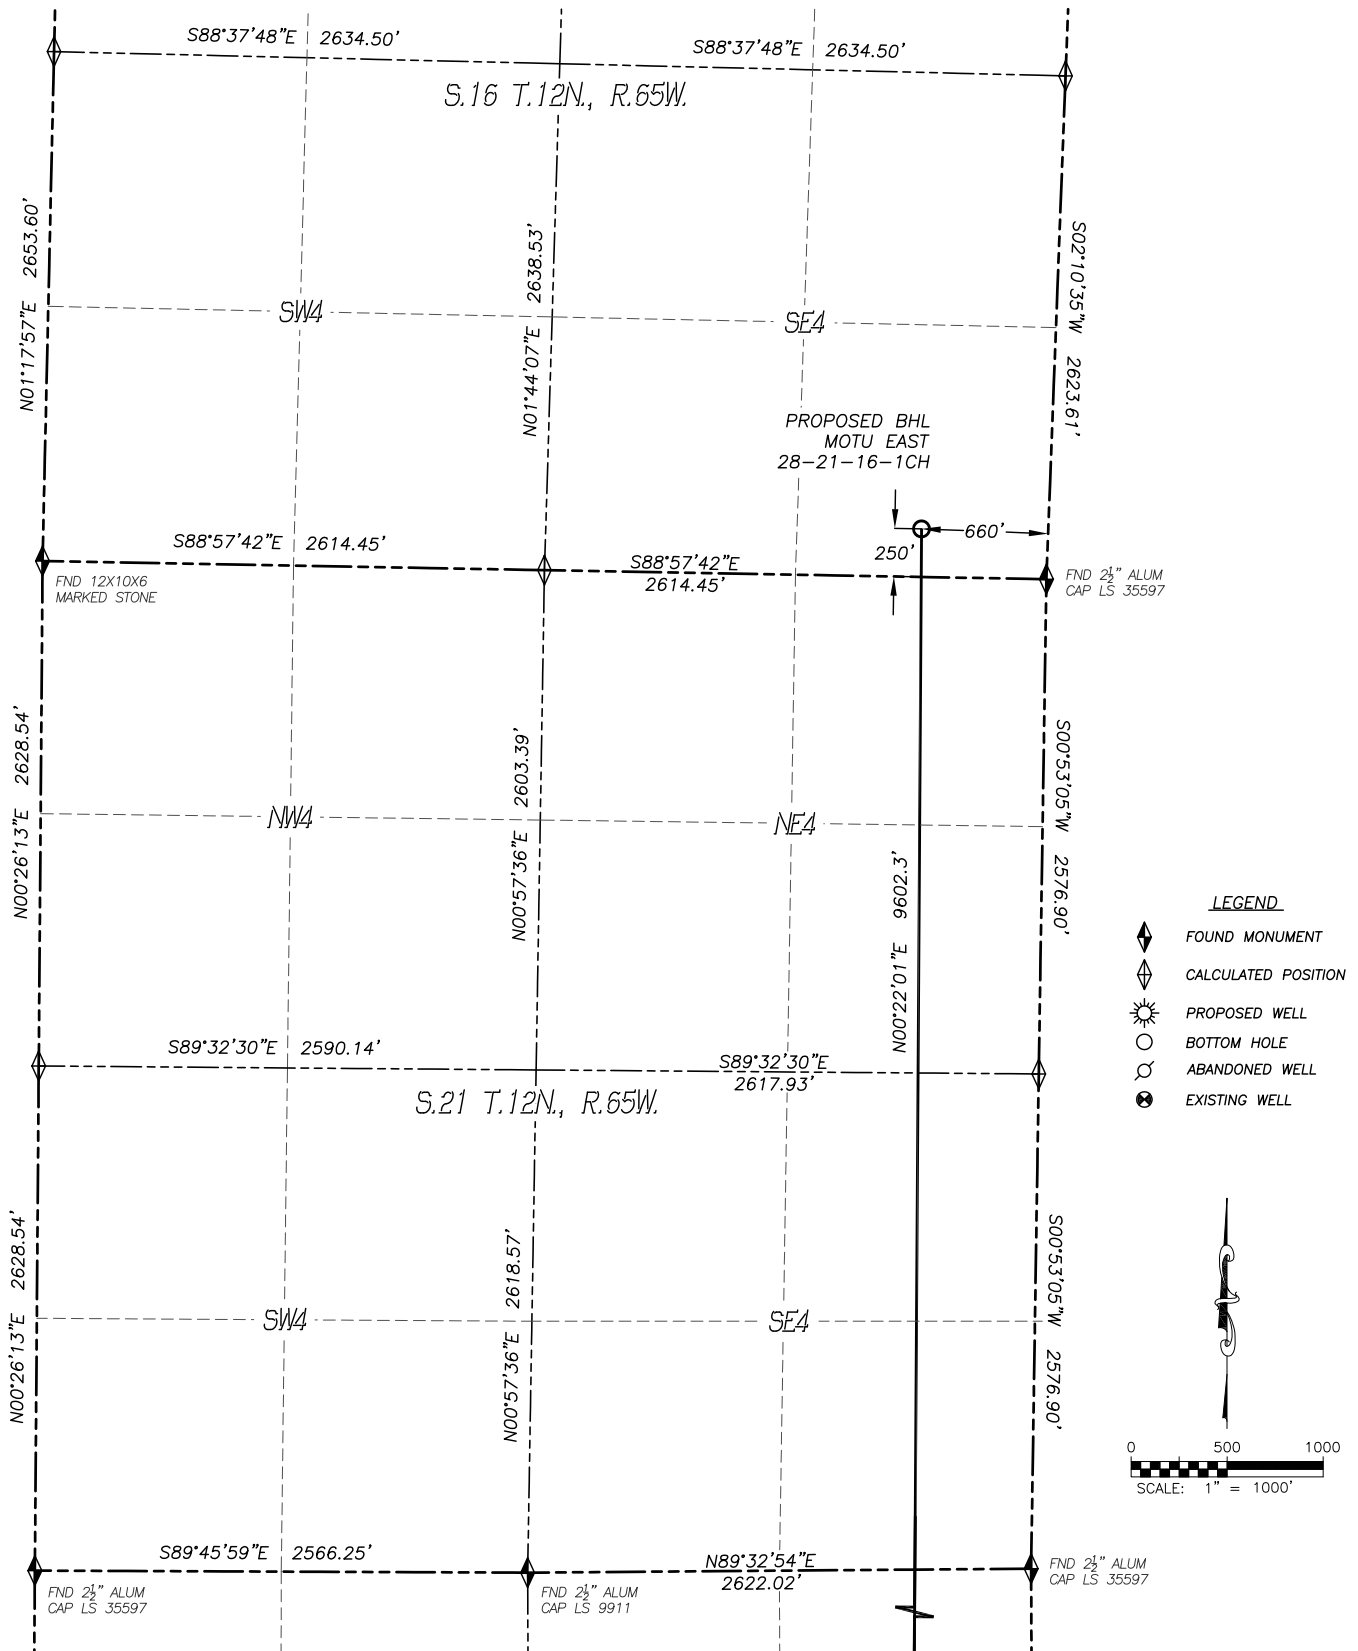 S88°37'48"E 2634.50'
S88°37'48"E 2634.50'
S.16 T.12N., R.65W.
N01°17'57"E 2653.60'
N01°44'07"E 2638.53'
S02°10'35"W 2623.61'
SW4
SE4
PROPOSED BHL
MOTU EAST
28-21-16-1CH
660'
250'
S88°57'42"E 2614.45'
S88°57'42"E
2614.45'
FND 12X10X6
MARKED STONE
FND 2½" ALUM
CAP LS 35597
N00°26'13"E 2628.54'
N00°57'36"E 2603.39'
N00°22'01"E 9602.3'
S00°53'05"W 2576.90'
NW4
NE4
LEGEND
FOUND MONUMENT
CALCULATED POSITION
PROPOSED WELL
BOTTOM HOLE
ABANDONED WELL
EXISTING WELL
S89°32'30"E 2590.14'
S89°32'30"E
2617.93'
S.21 T.12N., R.65W.
N00°26'13"E 2628.54'
N00°57'36"E 2618.57'
S00°53'05"W 2576.90'
SW4
SE4
0 500 1000
SCALE: 1" = 1000'
S89°45'59"E 2566.25'
N89°32'54"E
2622.02'
FND 2½" ALUM
CAP LS 35597
FND 2½" ALUM
CAP LS 9911
FND 2½" ALUM
CAP LS 35597